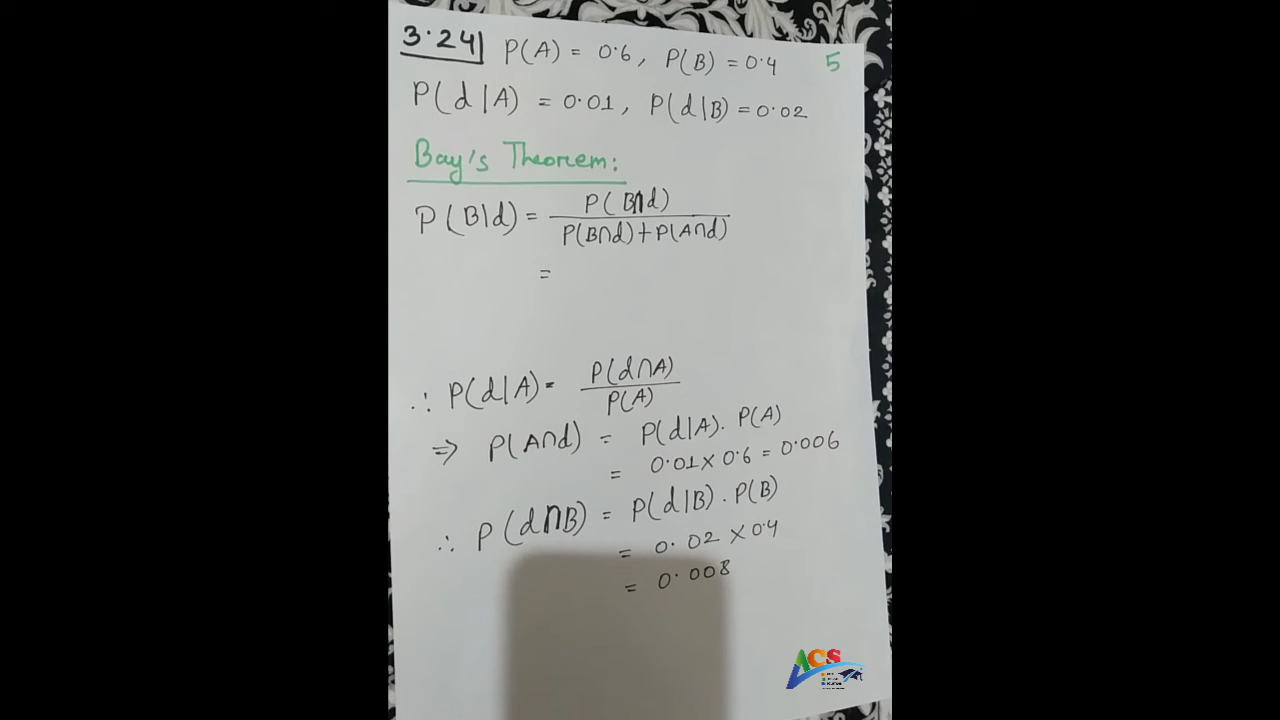 3.24| P(A) = 0.6, P(B) = 0.4 5
P(d|A) = 0.01, P(d|B) = 0.02
Bay's Theorem:
P(B|d) = P(B∩d) / P(B∩d)+P(A∩d)
=
∴ P(d|A) = P(d∩A) / P(A)
⇒ P(A∩d) = P(d|A). P(A)
= 0.01 × 0.6 = 0.006
∴ P(d∩B) = P(d|B). P(B)
= 0.02 × 0.4
= 0.008
ACS